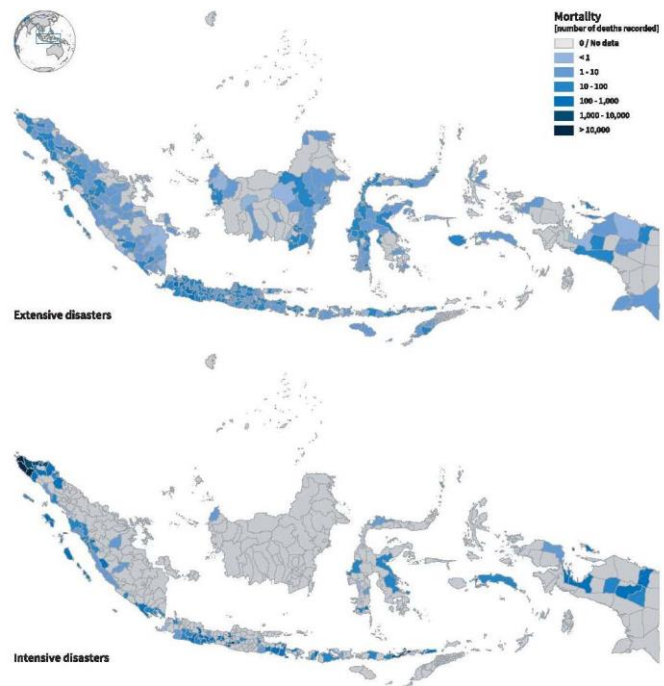 Mortality
[number of deaths recorded]
0 / No data
< 1
1 - 10
10 - 100
100 - 1,000
1,000 - 10,000
> 10,000
Extensive disasters
Intensive disasters